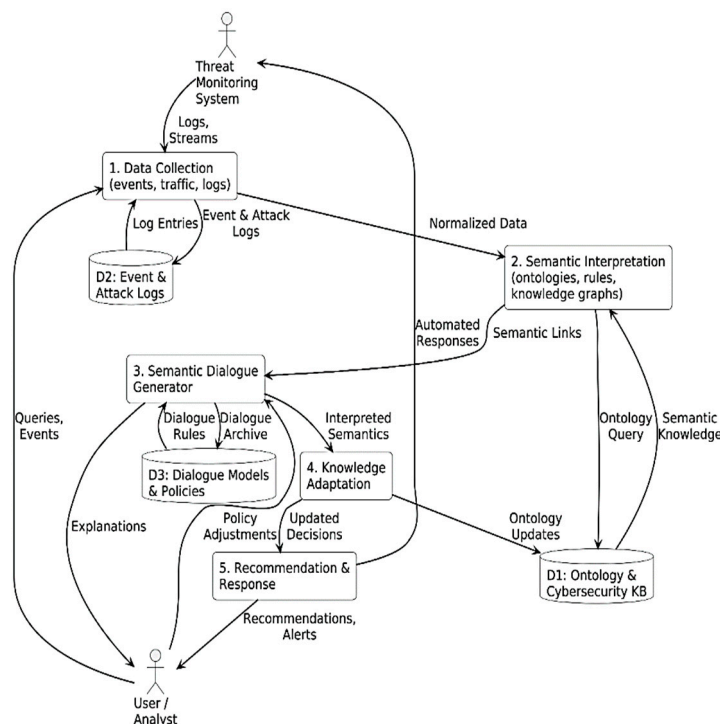 Threat
Monitoring
System
Logs,
Streams
1. Data Collection
(events, traffic, logs)
Log Entries
Event & Attack
Logs
Normalized Data
D2: Event &
Attack Logs
2. Semantic Interpretation
(ontologies, rules,
knowledge graphs)
Automated
Responses
Semantic Links
3. Semantic Dialogue
Generator
Queries,
Events
Dialogue
Rules
Dialogue
Archive
Interpreted
Semantics
Ontology
Query
Semantic
Knowledge
D3: Dialogue Models
& Policies
4. Knowledge
Adaptation
Explanations
Policy
Adjustments
Updated
Decisions
Ontology
Updates
5. Recommendation &
Response
D1: Ontology &
Cybersecurity KB
Recommendations,
Alerts
User /
Analyst